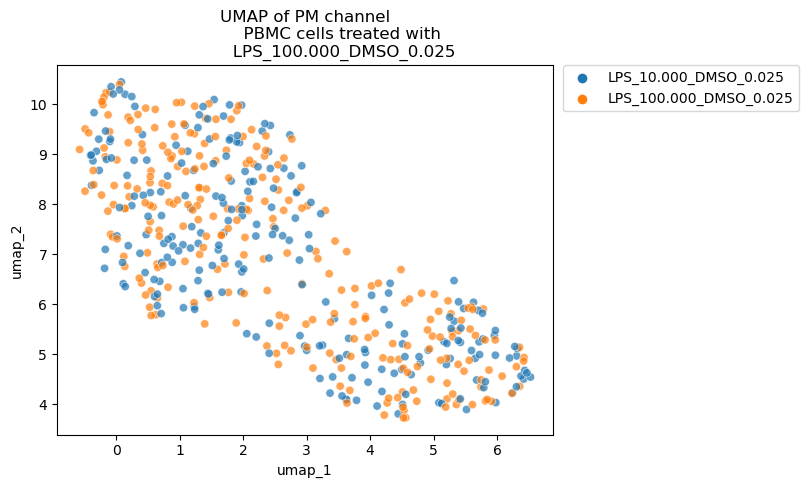 UMAP of PM channel
PBMC cells treated with
LPS_100.000_DMSO_0.025
LPS_10.000_DMSO_0.025
LPS_100.000_DMSO_0.025
umap_2
10
9
8
7
6
5
4
0 1 2 3 4 5 6
umap_1